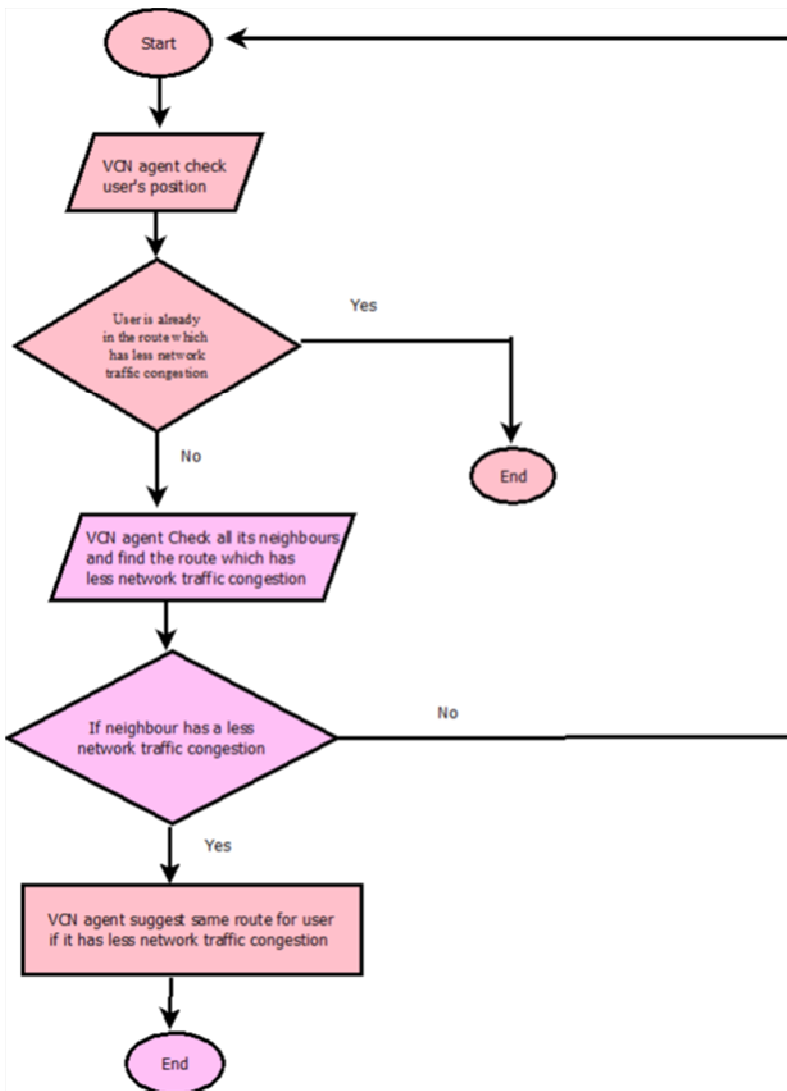 Start
VCN agent check
user's position
User is already
in the route which
has less network
traffic congestion
Yes
End
No
VCN agent Check all its neighbours
and find the route which has
less network traffic congestion
If neighbour has a less
network traffic congestion
No
Yes
VCN agent suggest same route for user
if it has less network traffic congestion
End